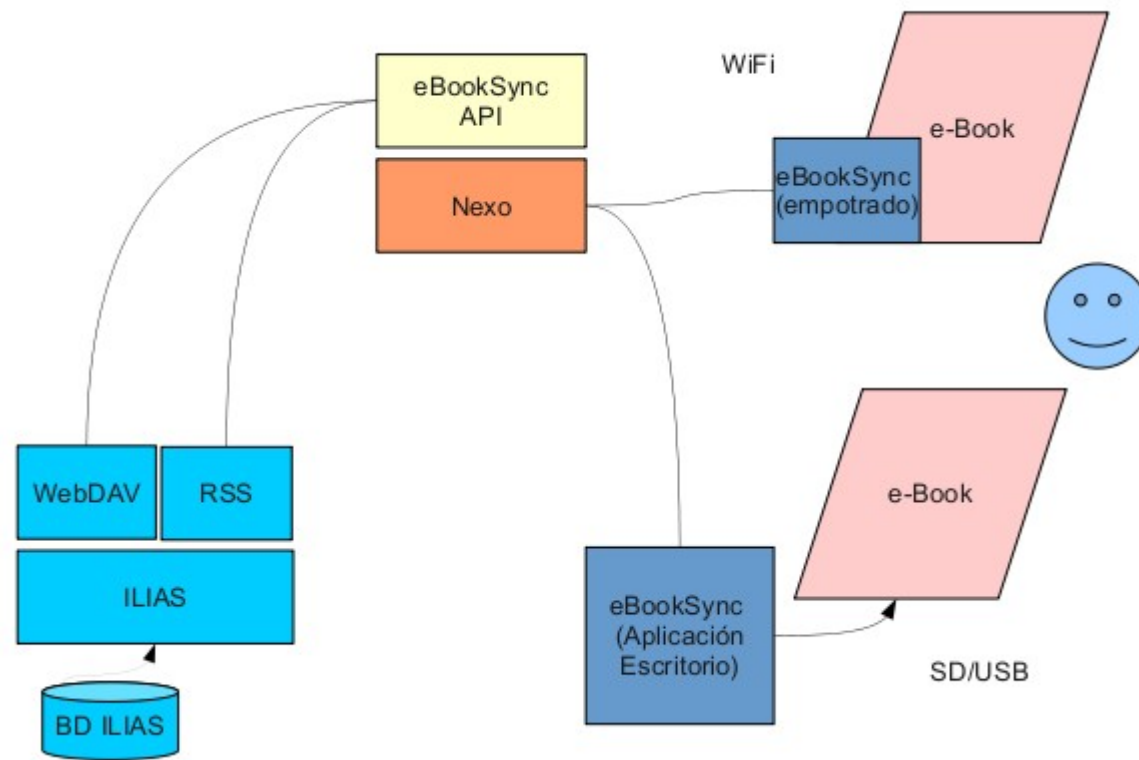 WiFi
eBookSync
API
e-Book
Nexo
eBookSync
(empotrado)
WebDAV
RSS
e-Book
ILIAS
eBookSync
(Aplicación
Escritorio)
SD/USB
BD ILIAS